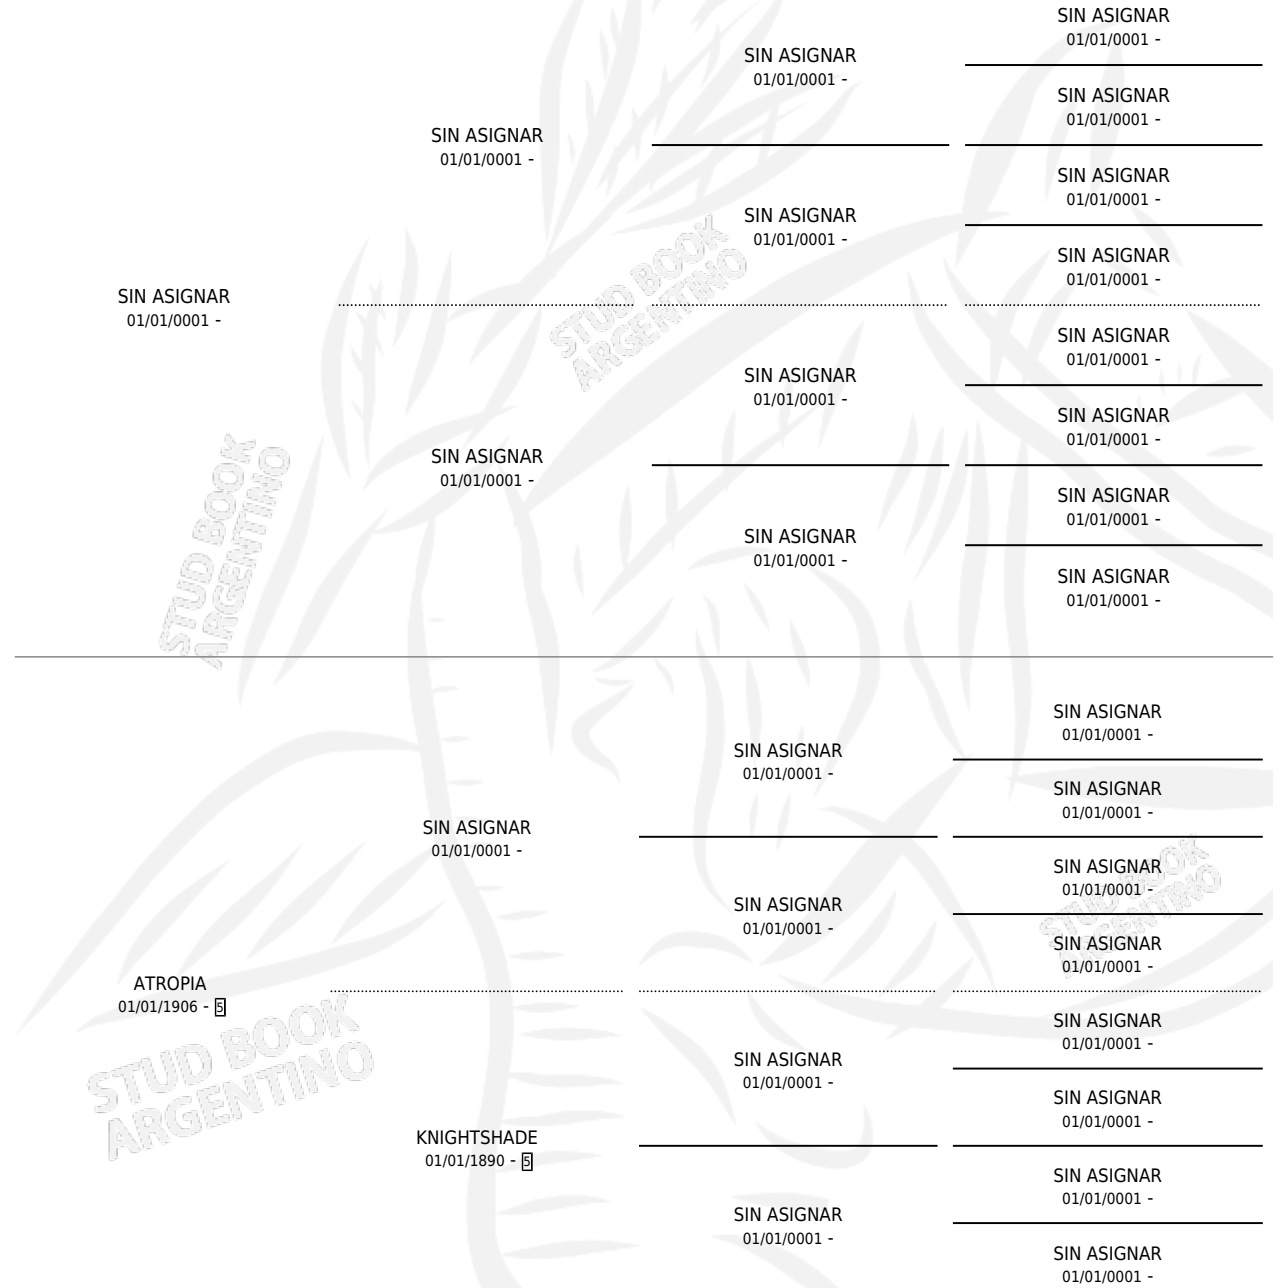 SIN ASIGNAR
01/01/0001 -
SIN ASIGNAR
01/01/0001 -
SIN ASIGNAR
01/01/0001 -
SIN ASIGNAR
01/01/0001 -
SIN ASIGNAR
01/01/0001 -
SIN ASIGNAR
01/01/0001 -
SIN ASIGNAR
01/01/0001 -
STUD BOOK
ARGENTINO
SIN ASIGNAR
01/01/0001 -
SIN ASIGNAR
01/01/0001 -
SIN ASIGNAR
01/01/0001 -
SIN ASIGNAR
01/01/0001 -
SIN ASIGNAR
01/01/0001 -
SIN ASIGNAR
01/01/0001 -
STUD BOOK
ARGENTINO
SIN ASIGNAR
01/01/0001 -
SIN ASIGNAR
01/01/0001 -
SIN ASIGNAR
01/01/0001 -
SIN ASIGNAR
01/01/0001 -
SIN ASIGNAR
01/01/0001 -
SIN ASIGNAR
01/01/0001 -
SIN ASIGNAR
01/01/0001 -
SIN ASIGNAR
01/01/0001 -
STUD BOOK
ARGENTINO
SIN ASIGNAR
01/01/0001 -
SIN ASIGNAR
01/01/0001 -
ATROPIA
01/01/1906 - 5
STUD BOOK
ARGENTINO
SIN ASIGNAR
01/01/0001 -
SIN ASIGNAR
01/01/0001 -
SIN ASIGNAR
01/01/0001 -
KNIGHTSHADE
01/01/1890 - 5
SIN ASIGNAR
01/01/0001 -
SIN ASIGNAR
01/01/0001 -
SIN ASIGNAR
01/01/0001 -